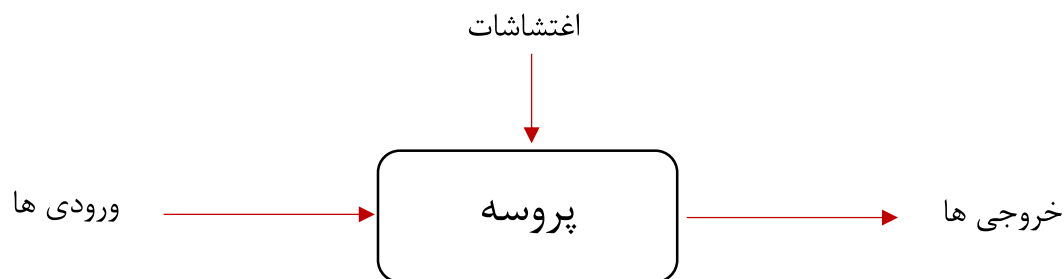 اغتشاشات
ورودی ها
پروسه
خروجی ها